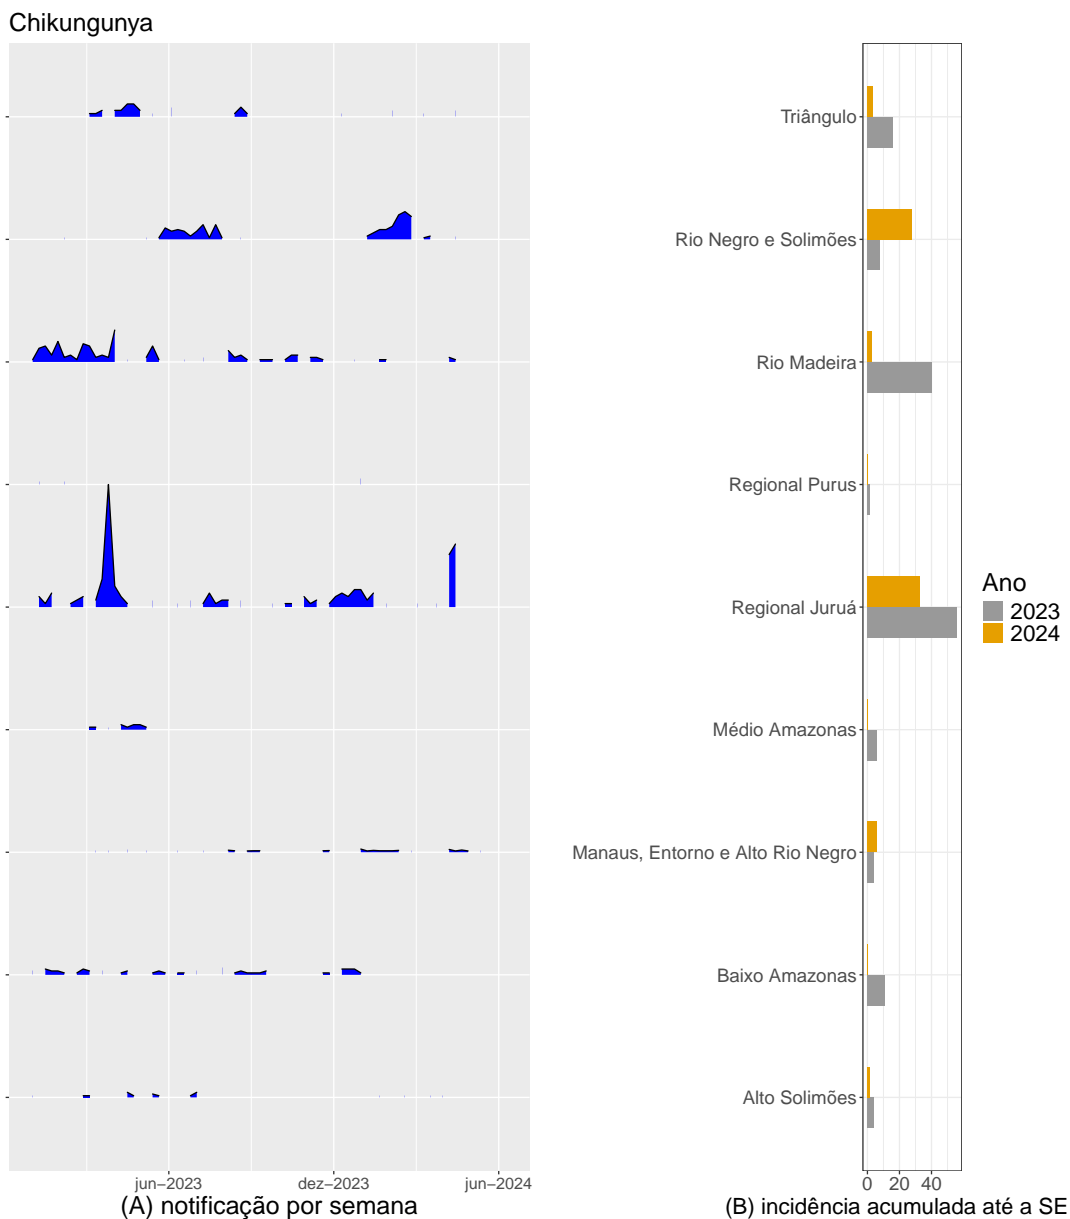 Chikungunya
Triângulo
Rio Negro e Solimões
Rio Madeira
Regional Purus
Regional Juruá
Médio Amazonas
Manaus, Entorno e Alto Rio Negro
Baixo Amazonas
Alto Solimões
Ano
2023
2024
jun−2023 dez−2023 jun−2024
0 20 40
(A) notificação por semana
(B) incidência acumulada até a SE